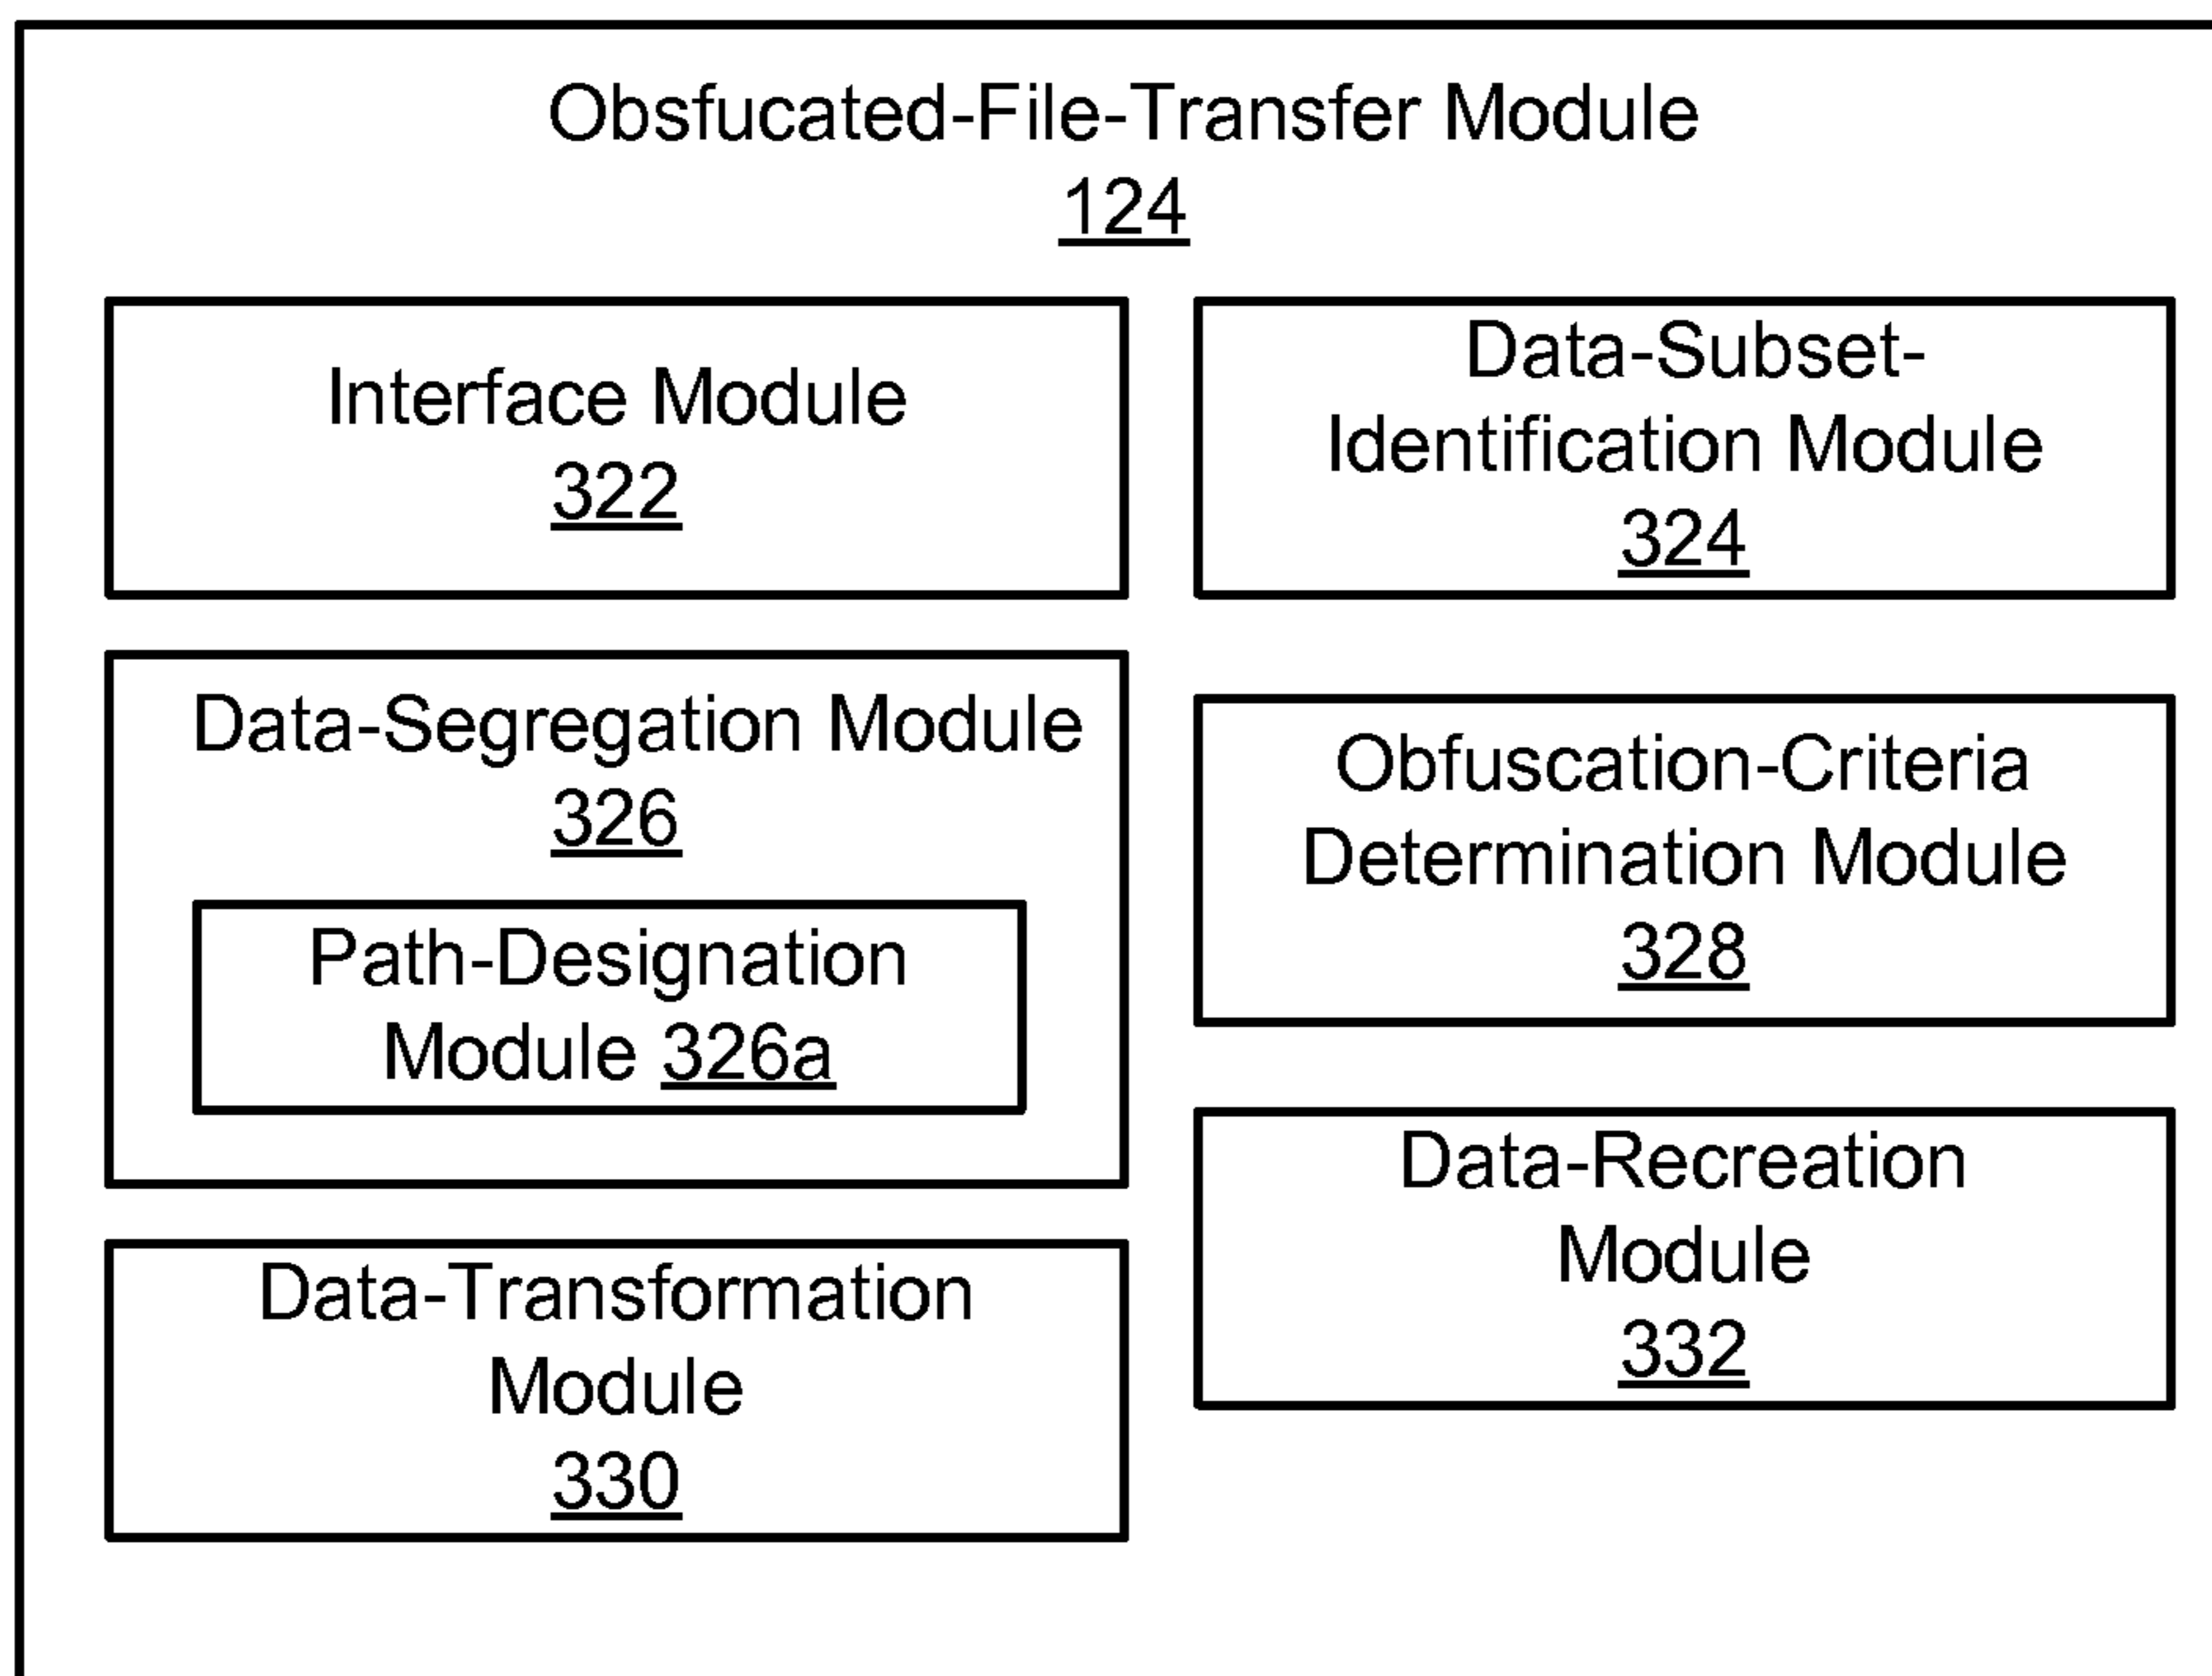 Obsfucated-File-Transfer Module
124
Interface Module
322
Data-Subset-
Identification Module
324
Data-Segregation Module
326
Path-Designation
Module 326a
Obfuscation-Criteria
Determination Module
328
Data-Transformation
Module
330
Data-Recreation
Module
332